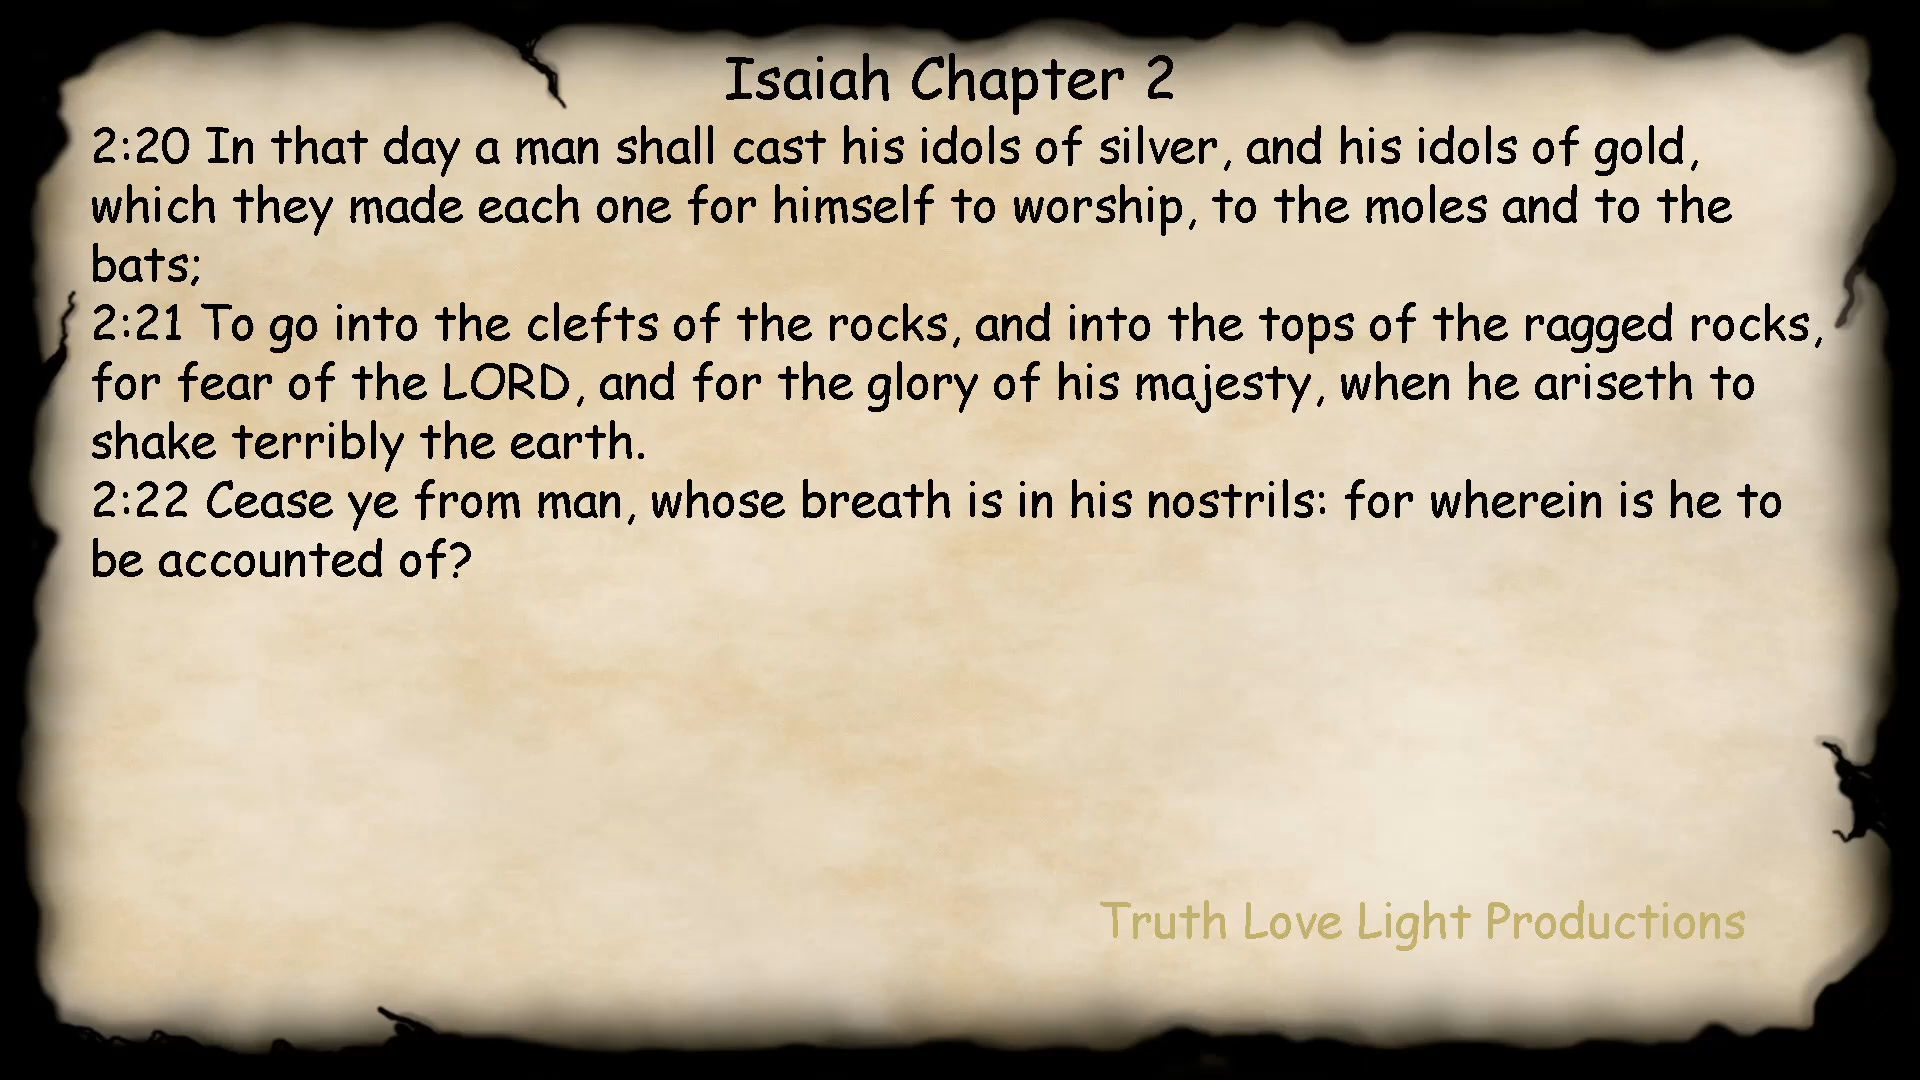 Isaiah Chapter 2
2:20 In that day a man shall cast his idols of silver, and his idols of gold,
which they made each one for himself to worship, to the moles and to the
bats;
2:21 To go into the clefts of the rocks, and into the tops of the ragged rocks,
for fear of the LORD, and for the glory of his majesty, when he ariseth to
shake terribly the earth.
2:22 Cease ye from man, whose breath is in his nostrils: for wherein is he to
be accounted of?
Truth Love Light Productions